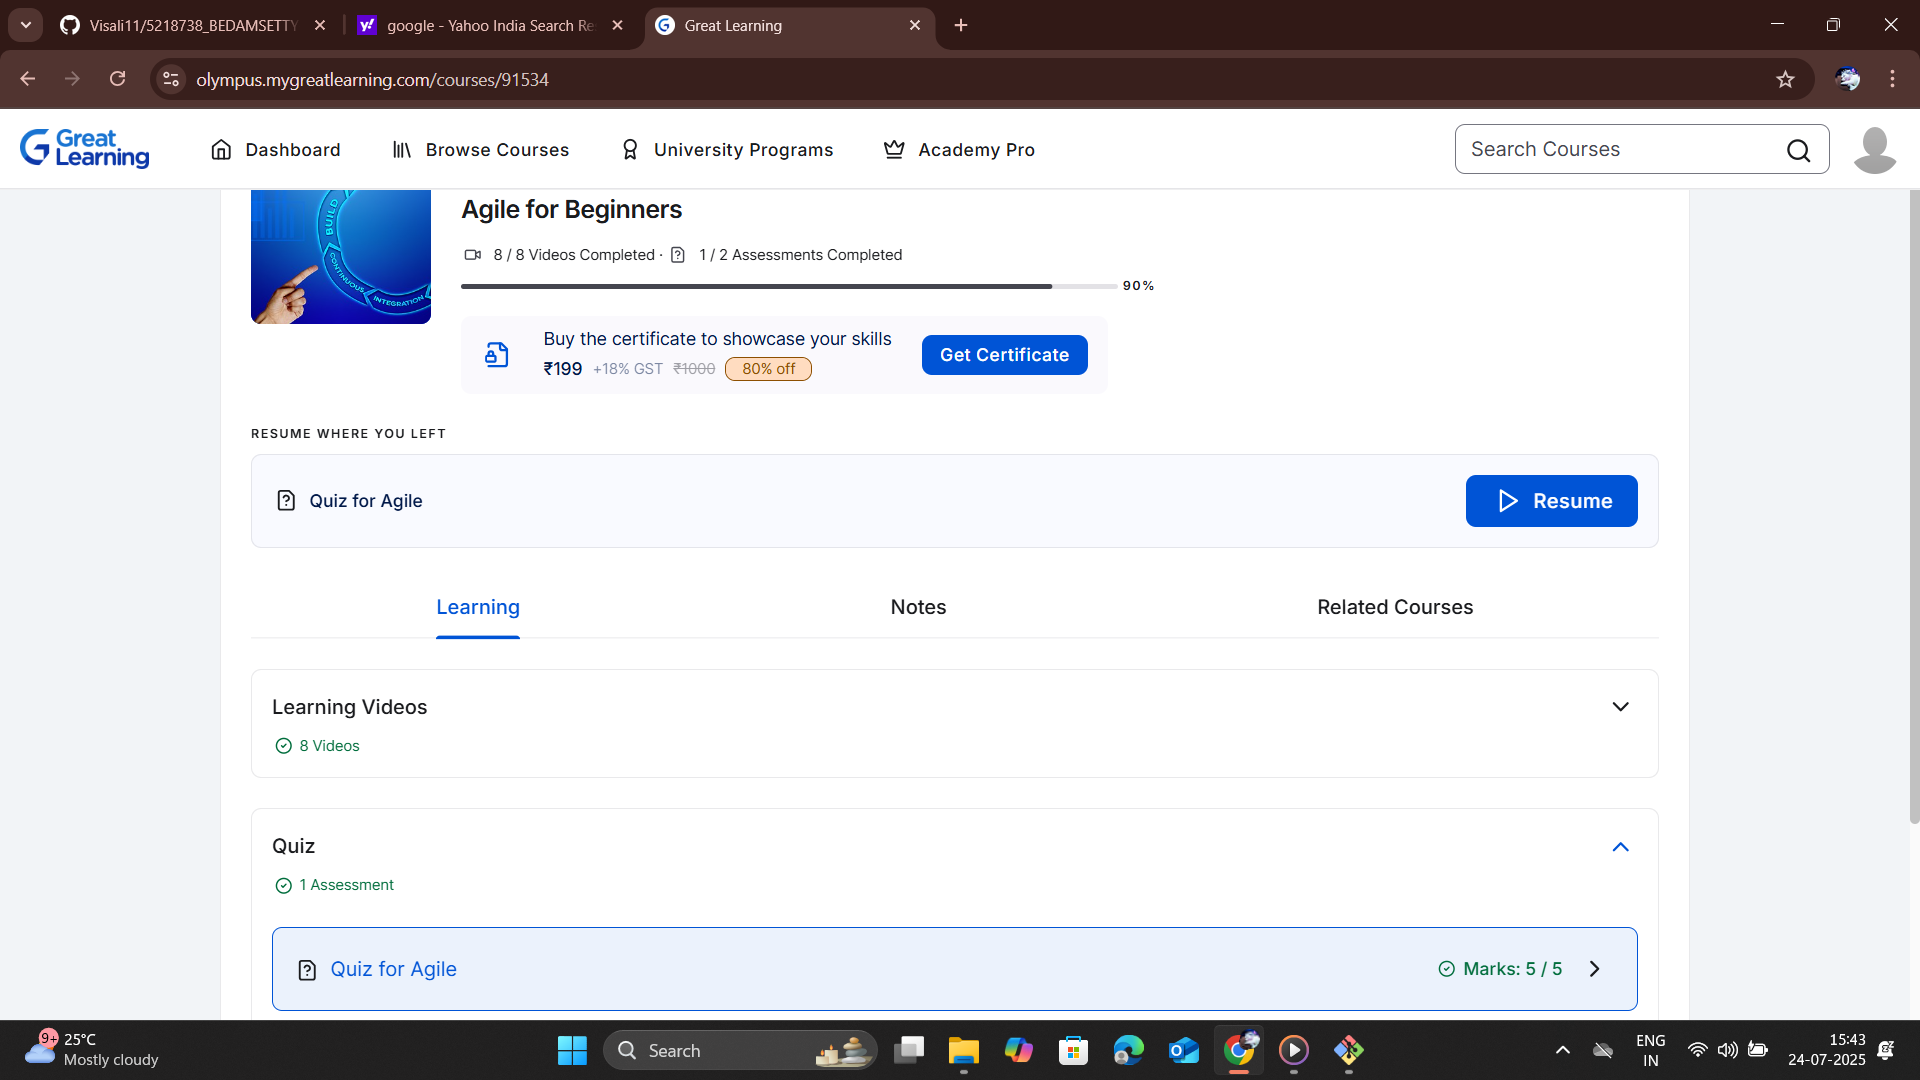 Visali11/5218738_BEDAMSETTY
google - Yahoo India Search Re
Great Learning
olympus.mygreatlearning.com/courses/91534
Great Learning
Dashboard
Browse Courses
University Programs
Academy Pro
Search Courses
BUILD
CONTINUOUS
INTEGRATION
Agile for Beginners
8 / 8 Videos Completed · 1 / 2 Assessments Completed
90%
Buy the certificate to showcase your skills
₹199 +18% GST ₹1000 80% off
Get Certificate
RESUME WHERE YOU LEFT
Quiz for Agile
Resume
Learning
Notes
Related Courses
Learning Videos
8 Videos
Quiz
1 Assessment
Quiz for Agile
Marks: 5 / 5
9+
25°C
Mostly cloudy
Search
ENG
IN
15:43
24-07-2025